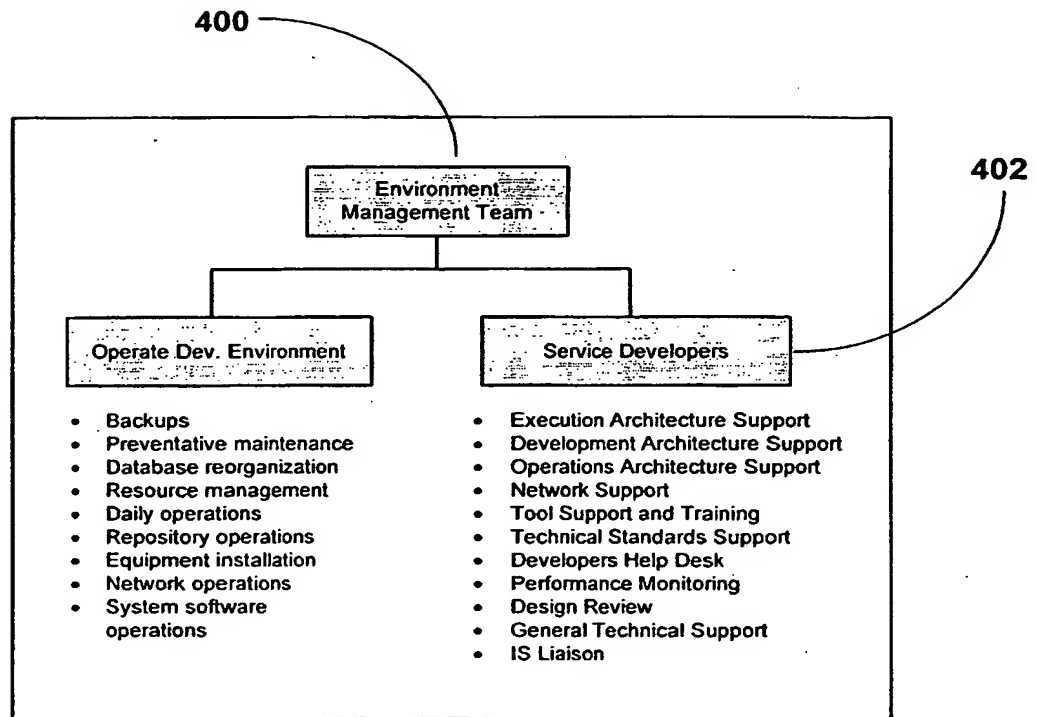 400
402
Environment
Management Team
Operate Dev. Environment
Service Developers
• Backups
• Preventative maintenance
• Database reorganization
• Resource management
• Daily operations
• Repository operations
• Equipment installation
• Network operations
• System software
operations
• Execution Architecture Support
• Development Architecture Support
• Operations Architecture Support
• Network Support
• Tool Support and Training
• Technical Standards Support
• Developers Help Desk
• Performance Monitoring
• Design Review
• General Technical Support
• IS Liaison